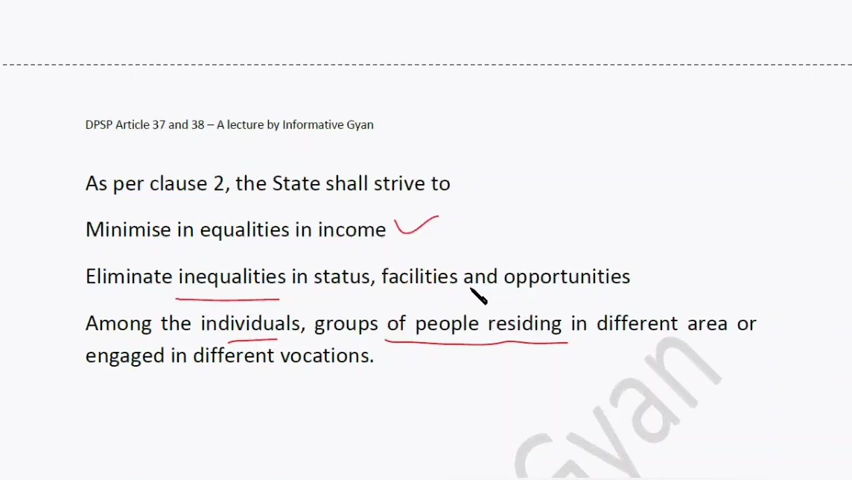 DPSP Article 37 and 38 – A lecture by Informative Gyan
As per clause 2, the State shall strive to
Minimise in equalities in income
Eliminate inequalities in status, facilities and opportunities
Among the individuals, groups of people residing in different area or
engaged in different vocations.
Gyan